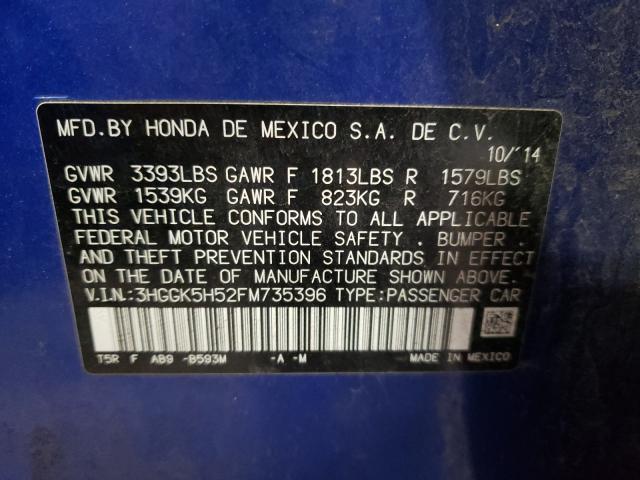 MFD.BY HONDA DE MEXICO S.A. DE C.V.
10/'14
GVWR 3393LBS GAWR F 1813LBS R 1579LBS
GVWR 1539KG GAWR F 823KG R 716KG
THIS VEHICLE CONFORMS TO ALL APPLICABLE
FEDERAL MOTOR VEHICLE SAFETY . BUMPER .
AND THEFT PREVENTION STANDARDS IN EFFECT
ON THE DATE OF MANUFACTURE SHOWN ABOVE.
V.I.N.:3HGGK5H52FM735396 TYPE:PASSENGER CAR
T5R F AB9 -B593M -A -M MADE IN MEXICO